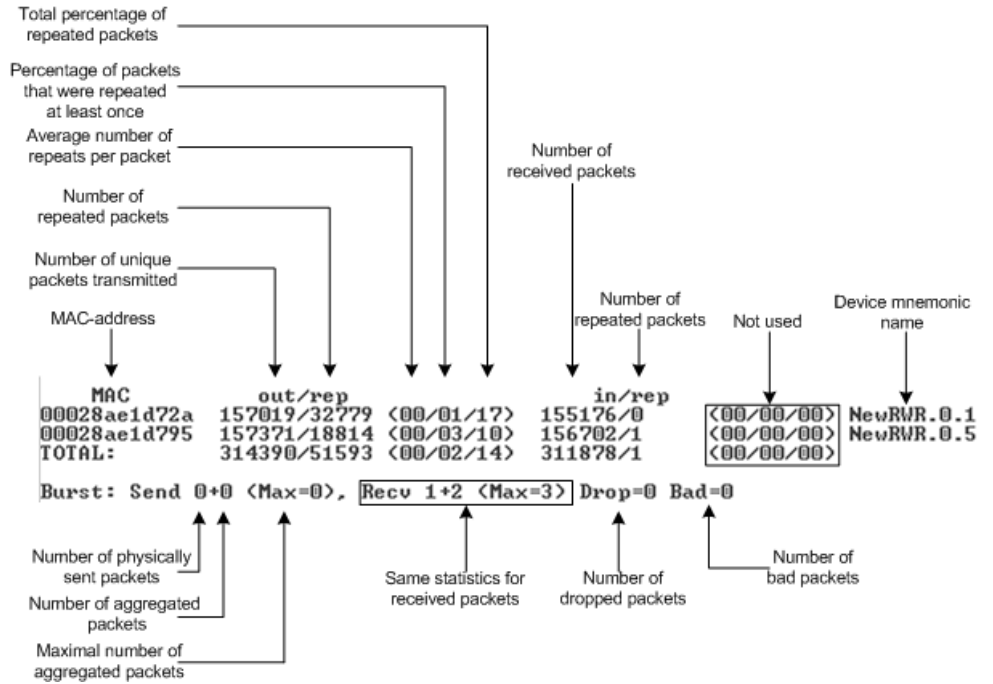 Total percentage of
repeated packets
Percentage of packets
that were repeated
at least once
Average number of
repeats per packet
Number of
received packets
Number of
repeated packets
Number of unique
packets transmitted
MAC-address
Number of
repeated packets
Not used
Device mnemonic
name
MAC out/rep in/rep
00028ae1d72a 157019/32779 (00/01/17) 155176/0 (00/00/00) NewRWR.0.1
00028ae1d795 157371/18814 (00/03/10) 156702/1 (00/00/00) NewRWR.0.5
TOTAL: 314390/51593 (00/02/14) 311878/1 (00/00/00)
Burst: Send 0+0 (Max=0), Recv 1+2 (Max=3) Drop=0 Bad=0
Number of physically
sent packets
Number of aggregated
packets
Maximal number of
aggregated packets
Same statistics for
received packets
Number of
dropped packets
Number of
bad packets